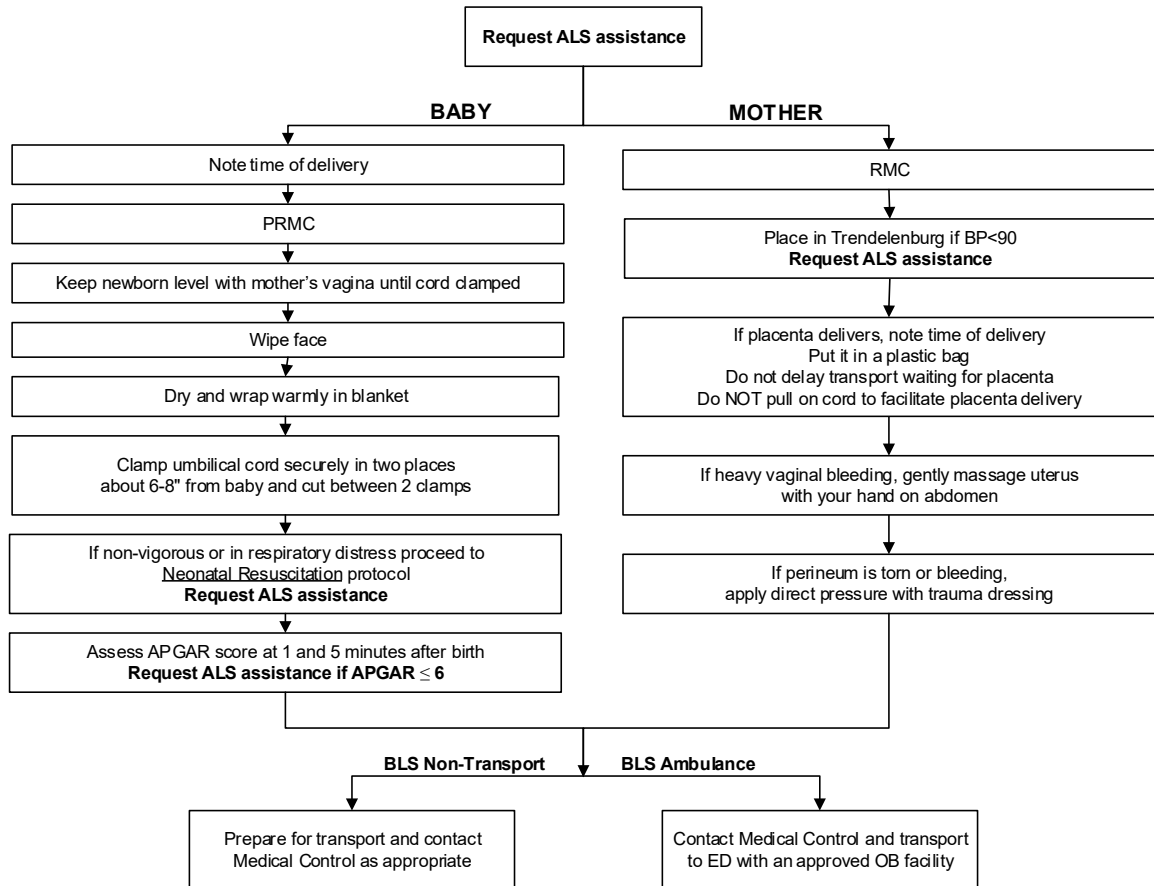 Request ALS assistance
BABY
MOTHER
Note time of delivery
PRMC
Keep newborn level with mother's vagina until cord clamped
Wipe face
Dry and wrap warmly in blanket
Clamp umbilical cord securely in two places
about 6-8" from baby and cut between 2 clamps
If non-vigorous or in respiratory distress proceed to
Neonatal Resuscitation protocol
Request ALS assistance
Assess APGAR score at 1 and 5 minutes after birth
Request ALS assistance if APGAR ≤ 6
RMC
Place in Trendelenburg if BP<90
Request ALS assistance
If placenta delivers, note time of delivery
Put it in a plastic bag
Do not delay transport waiting for placenta
Do NOT pull on cord to facilitate placenta delivery
If heavy vaginal bleeding, gently massage uterus
with your hand on abdomen
If perineum is torn or bleeding,
apply direct pressure with trauma dressing
BLS Non-Transport
BLS Ambulance
Prepare for transport and contact
Medical Control as appropriate
Contact Medical Control and transport
to ED with an approved OB facility